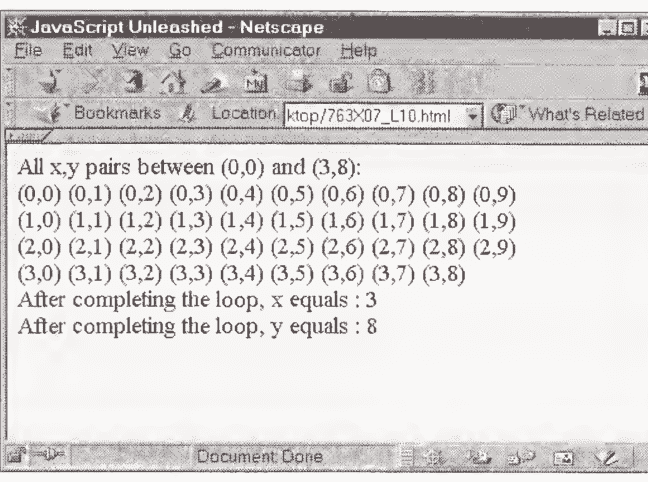 JavaScript Unleashed - Netscape
File Edit View Go Communicator Help
My
Bookmarks Location: ktop/763X07_L10.html What's Related
All x,y pairs between (0,0) and (3,8):
(0,0) (0,1) (0,2) (0,3) (0,4) (0,5) (0,6) (0,7) (0,8) (0,9)
(1,0) (1,1) (1,2) (1,3) (1,4) (1,5) (1,6) (1,7) (1,8) (1,9)
(2,0) (2,1) (2,2) (2,3) (2,4) (2,5) (2,6) (2,7) (2,8) (2,9)
(3,0) (3,1) (3,2) (3,3) (3,4) (3,5) (3,6) (3,7) (3,8)
After completing the loop, x equals : 3
After completing the loop, y equals : 8
Document: Done